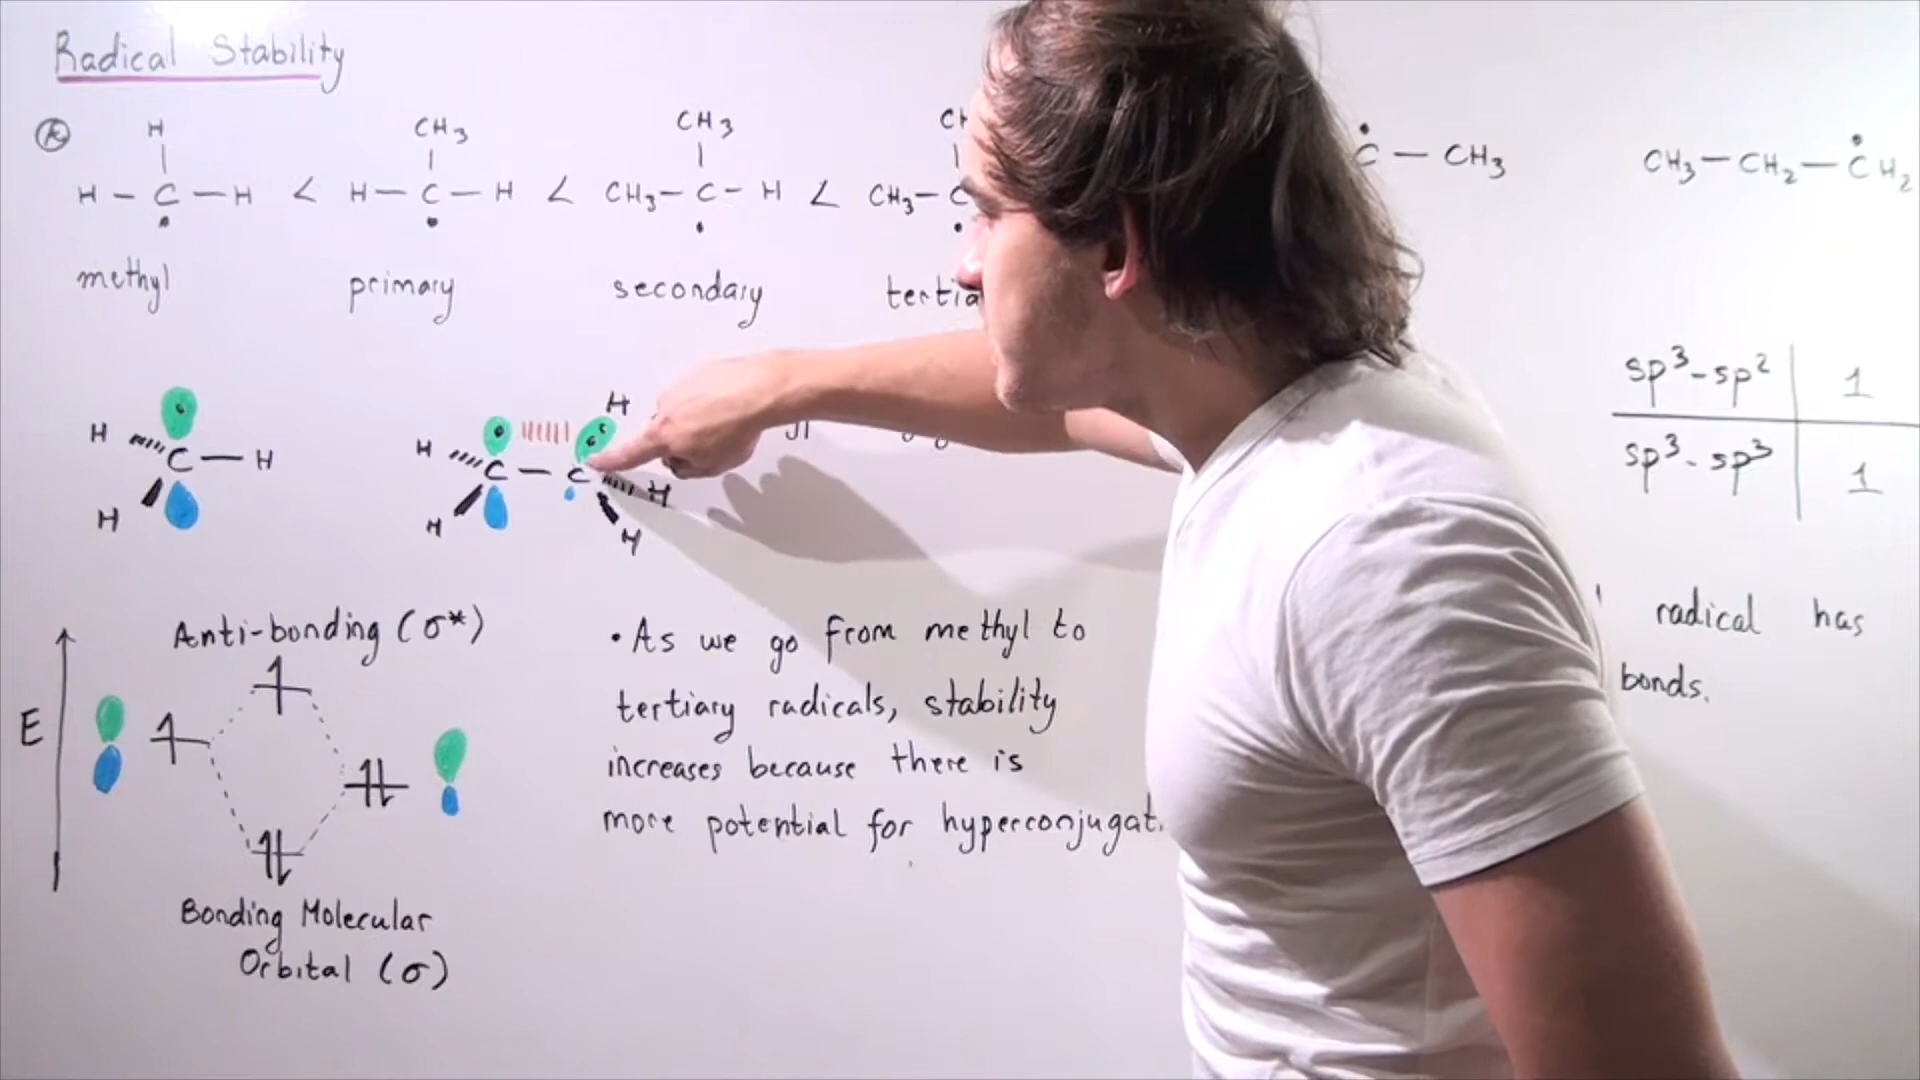 Radical Stability
H CH3 CH3
H — C — H < H — C — H < CH3 — C — H < CH3 — C
methyl primary secondary
Ċ — CH3
CH3 — CH2 — ĊH2
H C — H
H
H H
C — C H
H H
sp3-sp2 1
sp3-sp3 1
Anti-bonding (σ*)
E
Bonding Molecular
Orbital (σ)
• As we go from methyl to
tertiary radicals, stability
increases because there is
more potential for
radical has
bonds.